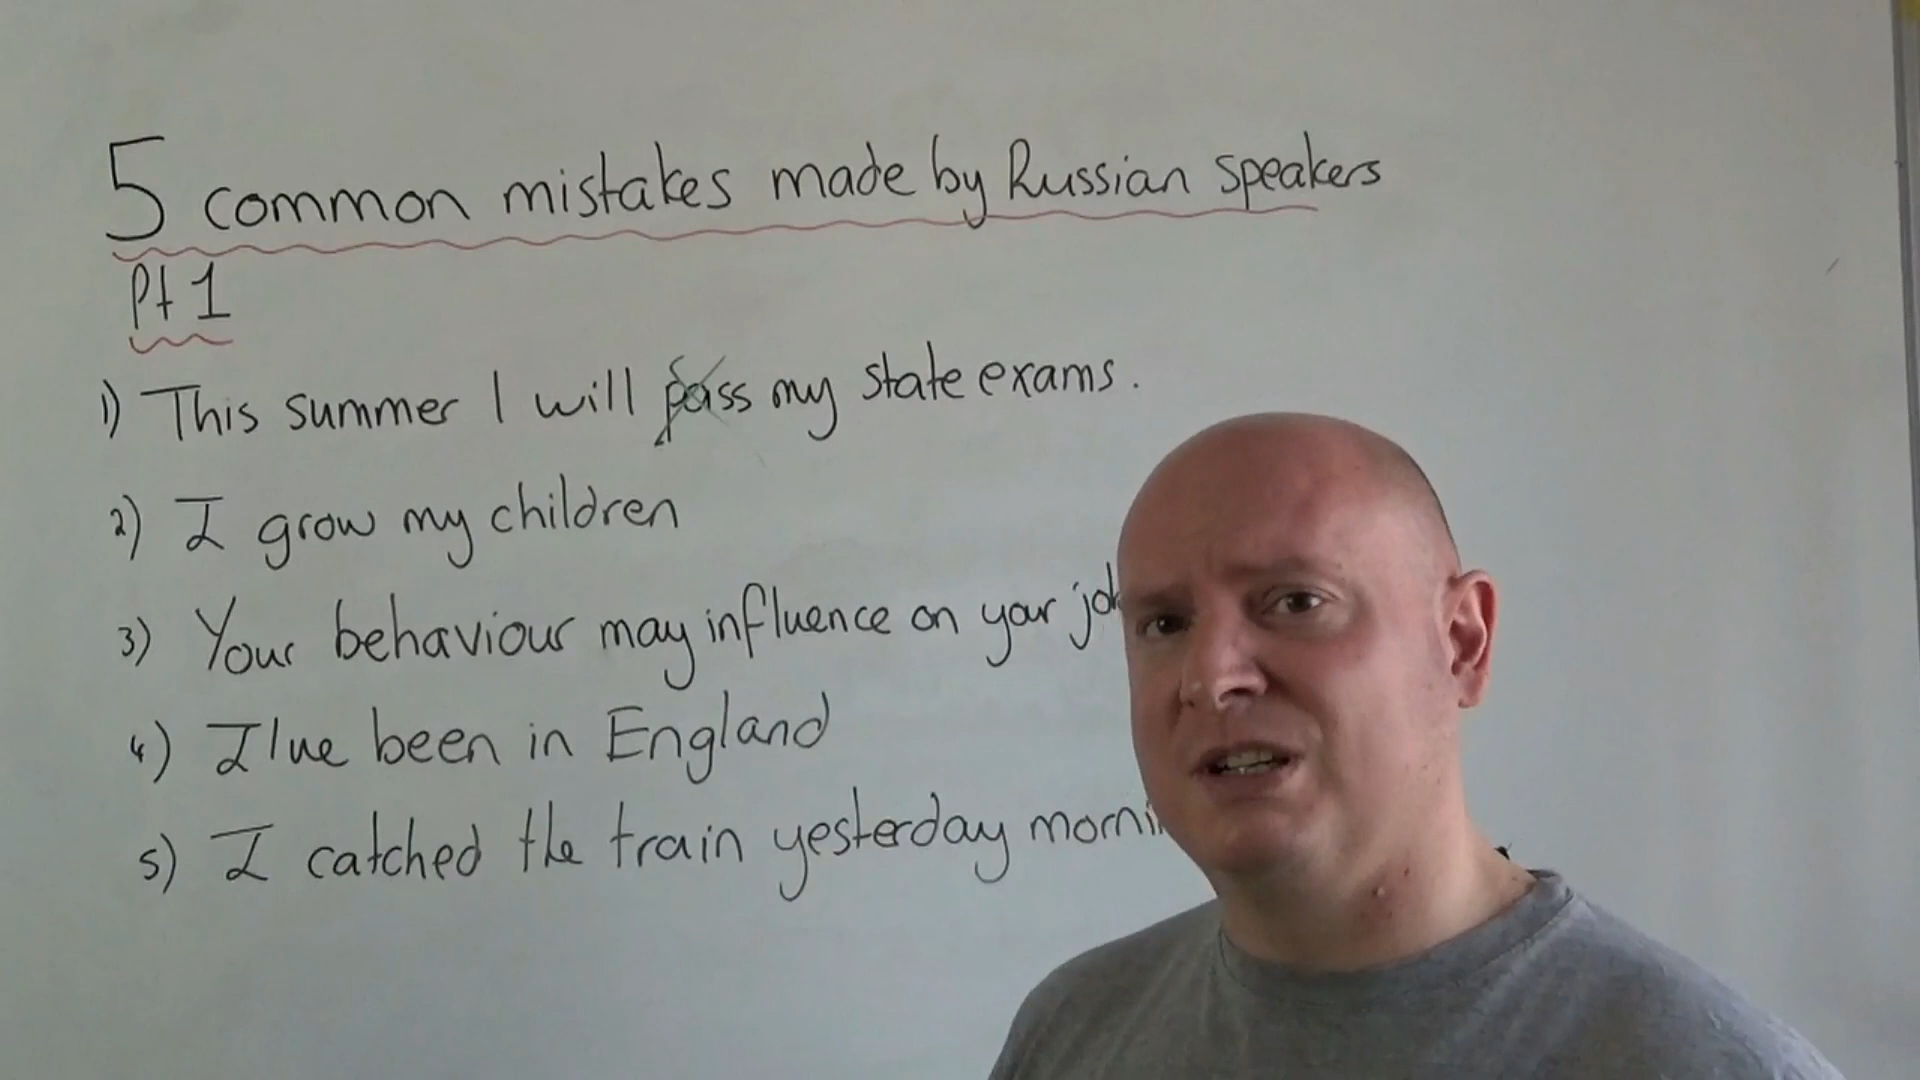 5 common mistakes made by Russian speakers
Pt 1
1) This summer I will pass my state exams.
2) I grow my children
3) Your behaviour may influence on your
4) I've been in England
5) I catched the train yesterday